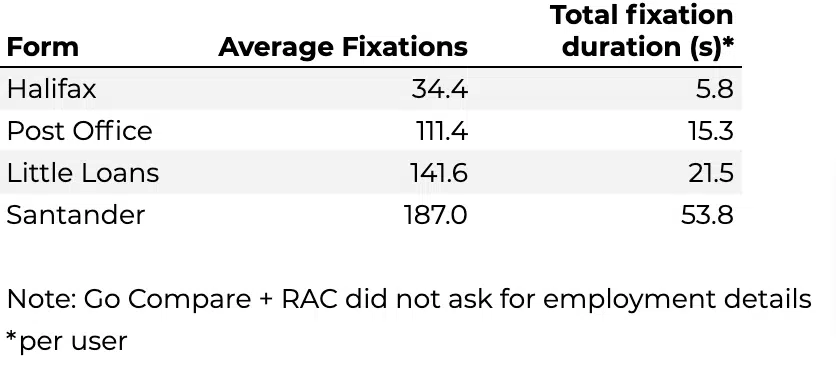 Form Average Fixations Total fixation duration (s)*
Halifax 34.4 5.8
Post Office 111.4 15.3
Little Loans 141.6 21.5
Santander 187.0 53.8
Note: Go Compare + RAC did not ask for employment details
*per user